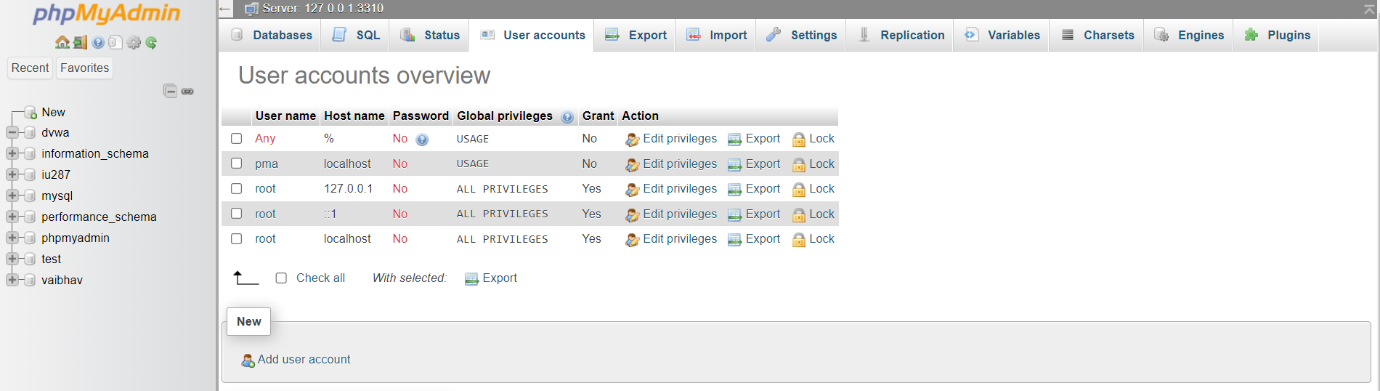 phpMyAdmin
Recent Favorites
New
dvwa
information_schema
iu287
mysql
performance_schema
phpmyadmin
test
vaibhav
Server: 127.0.0.1:3310
Databases SQL Status User accounts Export Import Settings Replication Variables Charsets Engines Plugins
User accounts overview
User name Host name Password Global privileges Grant Action
Any % No USAGE No Edit privileges Export Lock
pma localhost No USAGE No Edit privileges Export Lock
root 127.0.0.1 No ALL PRIVILEGES Yes Edit privileges Export Lock
root ::1 No ALL PRIVILEGES Yes Edit privileges Export Lock
root localhost No ALL PRIVILEGES Yes Edit privileges Export Lock
Check all With selected: Export
New
Add user account